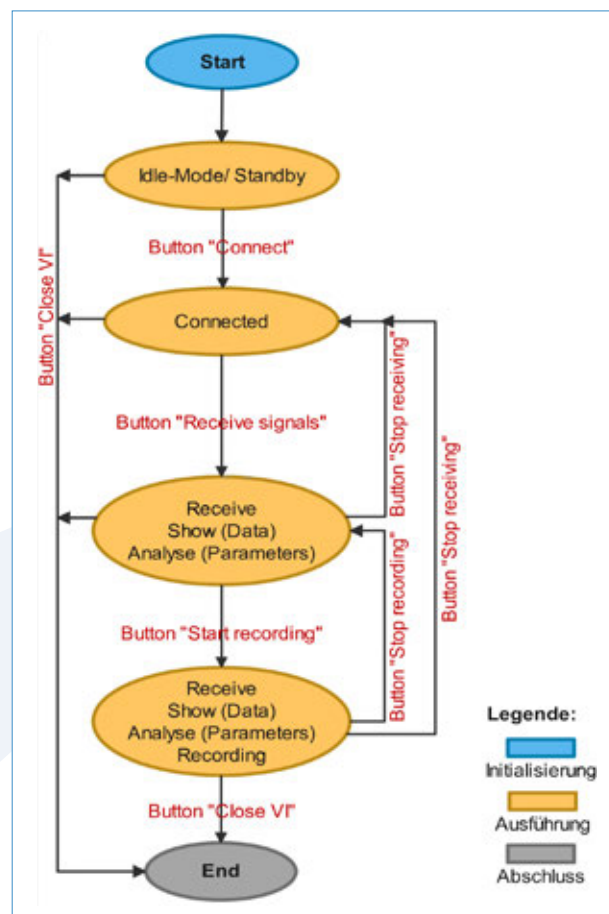 Start
Idle-Mode/ Standby
Button "Connect"
Button "Close VI"
Connected
Button "Receive signals"
Button "Stop receiving"
Button "Stop receiving"
Receive
Show (Data)
Analyse (Parameters)
Button "Start recording"
Button "Stop recording"
Receive
Show (Data)
Analyse (Parameters)
Recording
Button "Close VI"
End
Legende:
Initialisierung
Ausführung
Abschluss